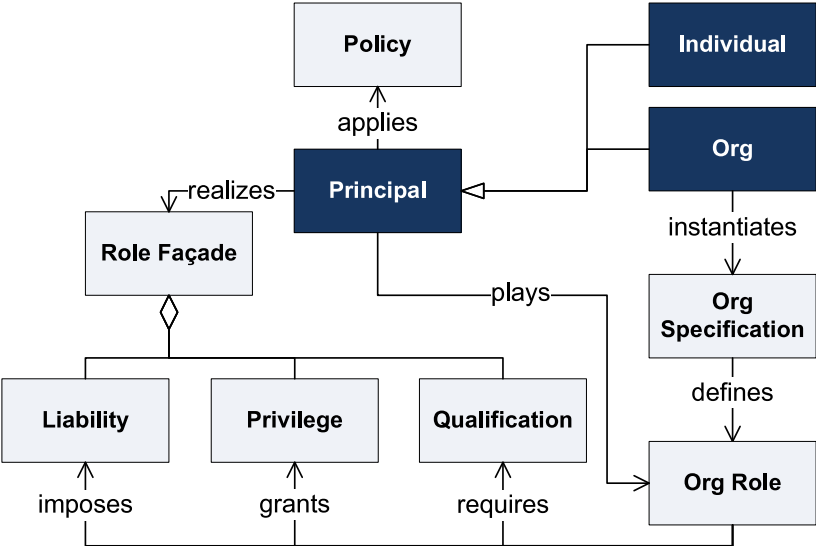 Policy
Individual
applies
Org
realizes
Principal
instantiates
Role Façade
plays
Org
Specification
defines
Liability
Privilege
Qualification
Org Role
imposes
grants
requires